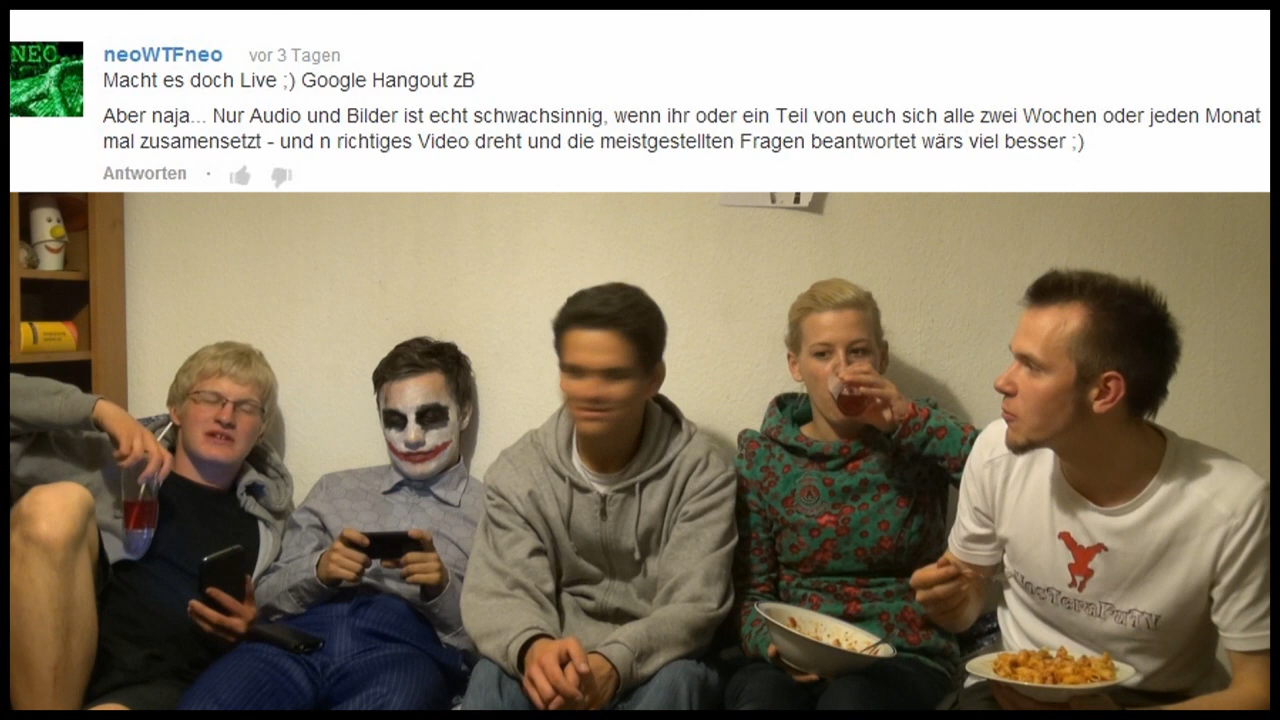 NEO
neoWTFneo vor 3 Tagen
Macht es doch Live ;) Google Hangout zB
Aber naja... Nur Audio und Bilder ist echt schwachsinnig, wenn ihr oder ein Teil von euch sich alle zwei Wochen oder jeden Monat
mal zusammensetzt - und n richtiges Video dreht und die meistgestellten Fragen beantwortet wärs viel besser ;)
Antworten ·